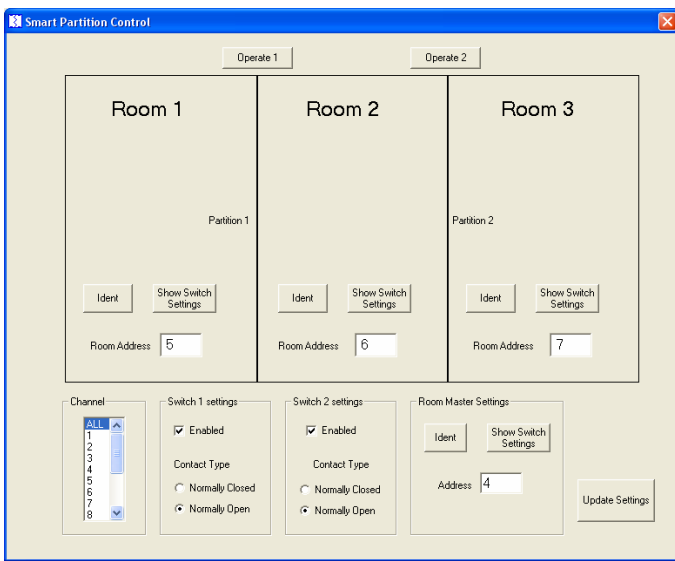 Smart Partition Control
Operate 1
Operate 2
Room 1
Room 2
Room 3
Partition 1
Partition 2
Ident
Show Switch
Settings
Ident
Show Switch
Settings
Ident
Show Switch
Settings
Room Address 5
Room Address 6
Room Address 7
Channel
ALL
1
2
3
4
5
6
7
8
Switch 1 settings
Enabled
Contact Type
Normally Closed
Normally Open
Switch 2 settings
Enabled
Contact Type
Normally Closed
Normally Open
Room Master Settings
Ident
Show Switch
Settings
Address 4
Update Settings